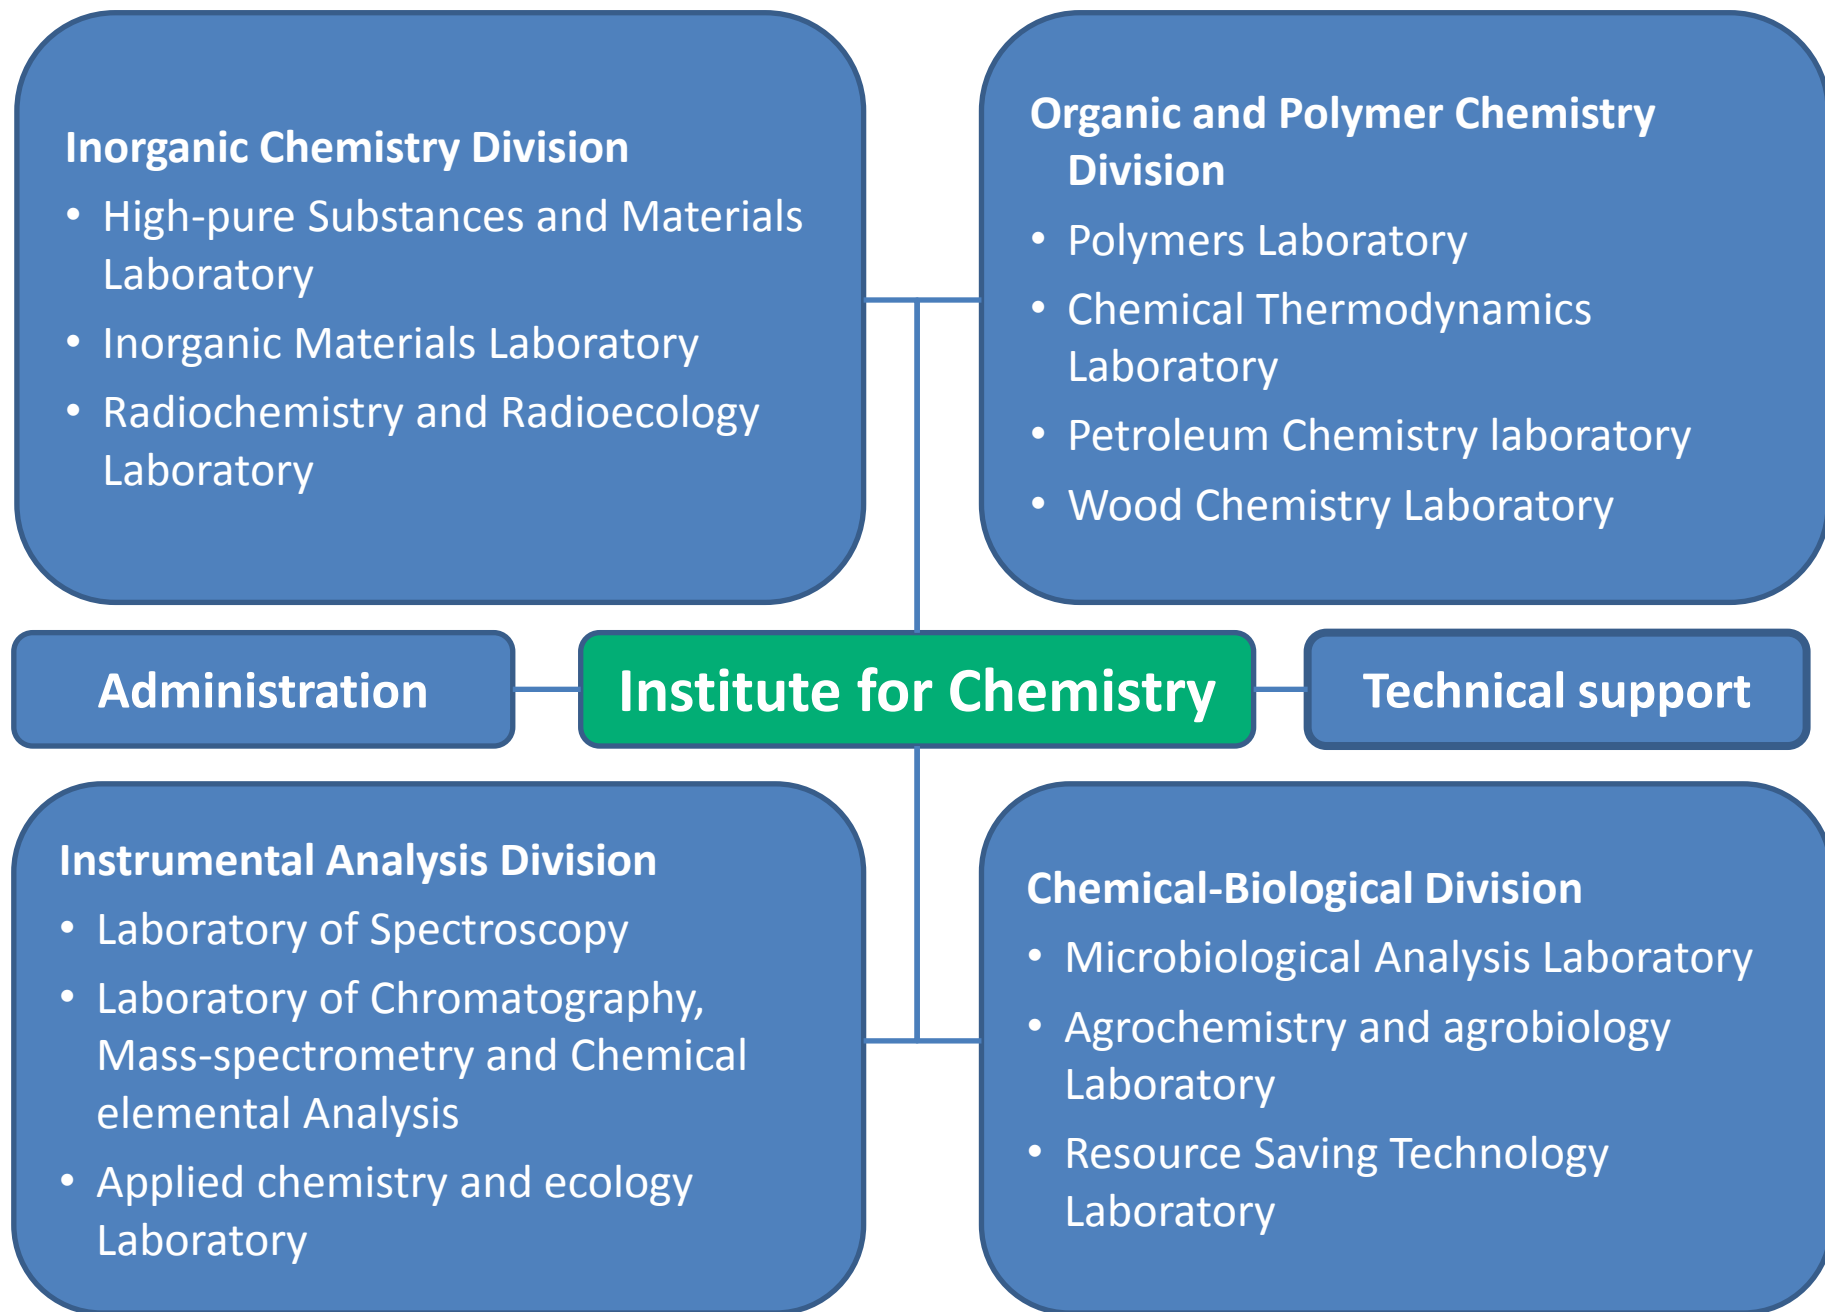 Inorganic Chemistry Division
• High-pure Substances and Materials
Laboratory
• Inorganic Materials Laboratory
• Radiochemistry and Radioecology
Laboratory
Organic and Polymer Chemistry
Division
• Polymers Laboratory
• Chemical Thermodynamics
Laboratory
• Petroleum Chemistry laboratory
• Wood Chemistry Laboratory
Administration
Institute for Chemistry
Technical support
Instrumental Analysis Division
• Laboratory of Spectroscopy
• Laboratory of Chromatography,
Mass-spectrometry and Chemical
elemental Analysis
• Applied chemistry and ecology
Laboratory
Chemical-Biological Division
• Microbiological Analysis Laboratory
• Agrochemistry and agrobiology
Laboratory
• Resource Saving Technology
Laboratory